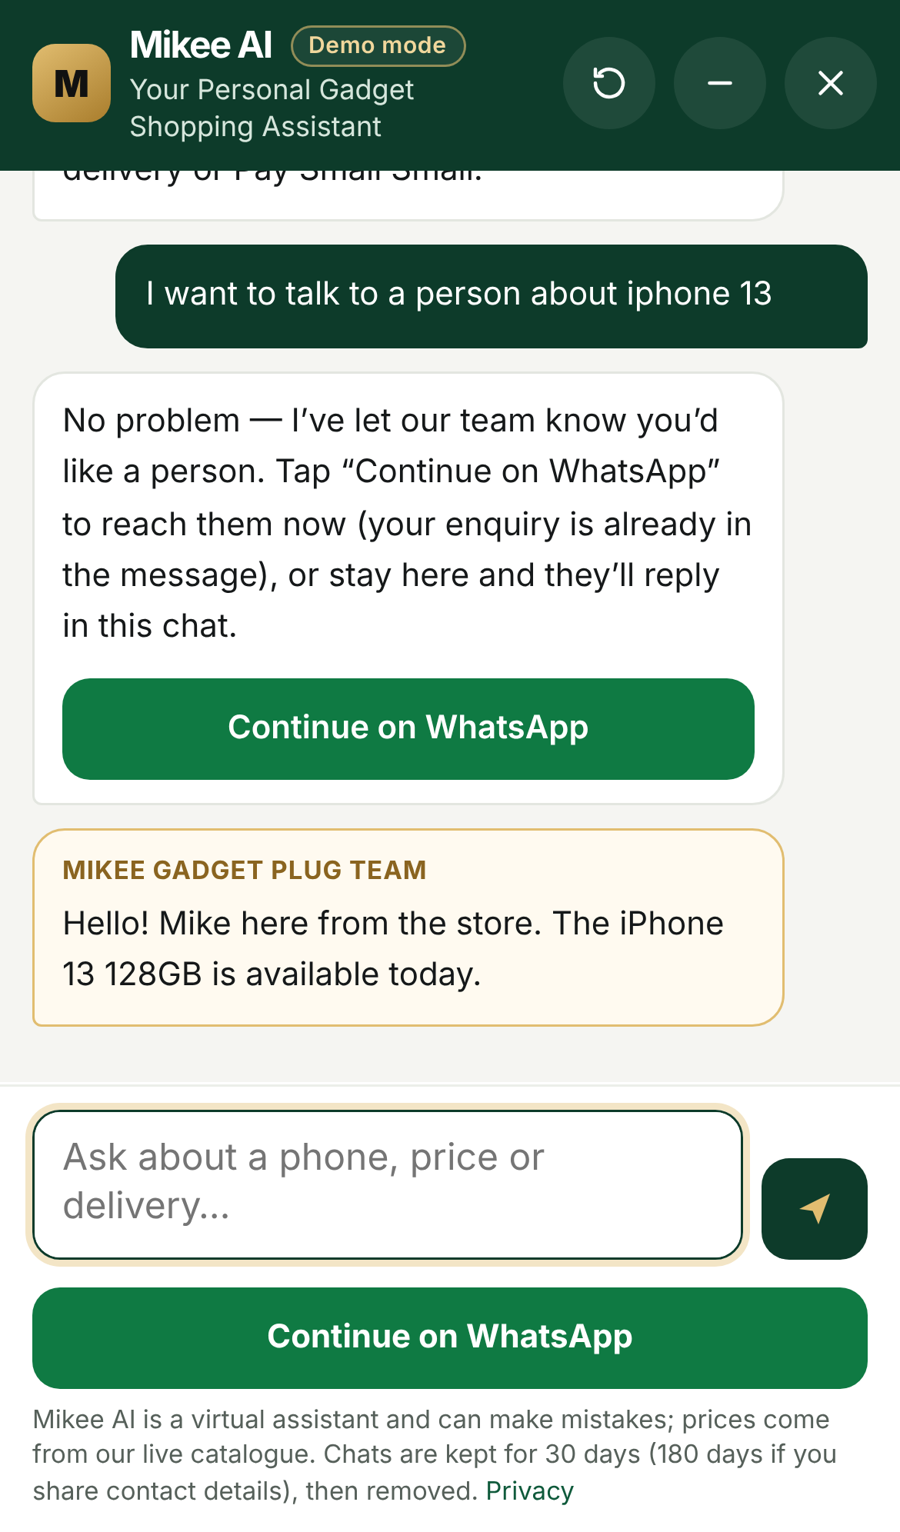 M
Mikee AI
Demo mode
Your Personal Gadget
Shopping Assistant
delivery or Pay Small Small.
I want to talk to a person about iphone 13
No problem — I’ve let our team know you’d
like a person. Tap “Continue on WhatsApp”
to reach them now (your enquiry is already in
the message), or stay here and they’ll reply
in this chat.
Continue on WhatsApp
MIKEE GADGET PLUG TEAM
Hello! Mike here from the store. The iPhone
13 128GB is available today.
Ask about a phone, price or
delivery...
Continue on WhatsApp
Mikee AI is a virtual assistant and can make mistakes; prices come
from our live catalogue. Chats are kept for 30 days (180 days if you
share contact details), then removed. Privacy